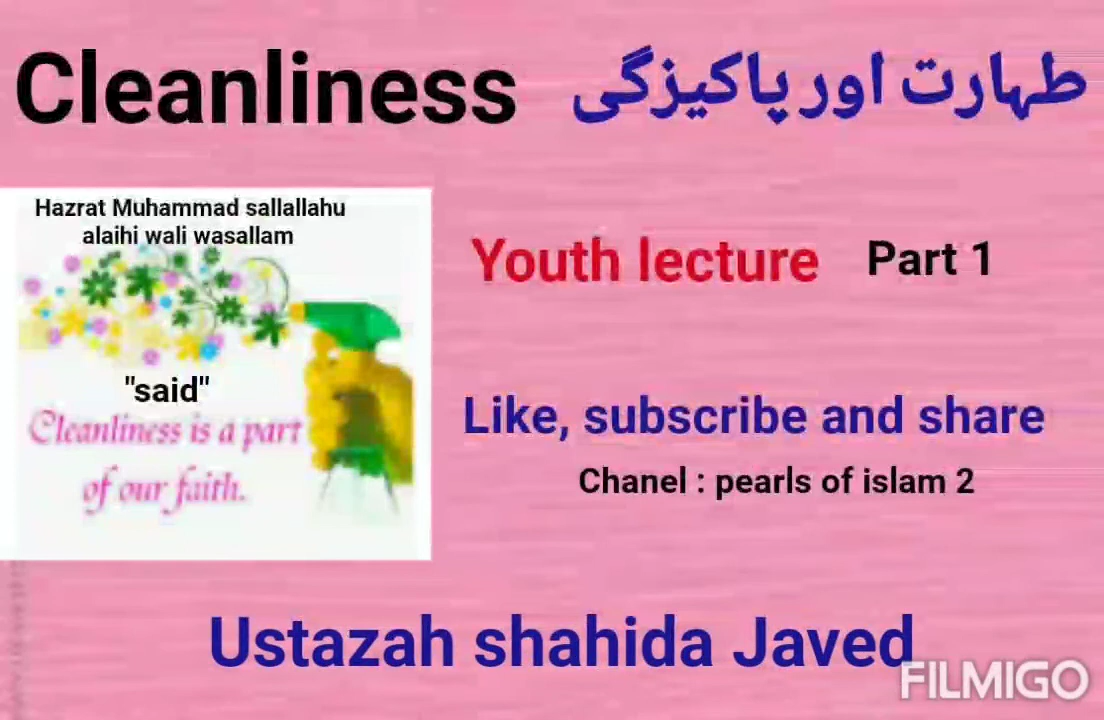 Cleanliness
طہارت اور پاکیزگی
Hazrat Muhammad sallallahu
alaihi wali wasallam
"said"
Cleanliness is a part
of our faith.
Youth lecture
Part 1
Like, subscribe and share
Chanel : pearls of islam 2
Ustazah shahida Javed
FILMIGO